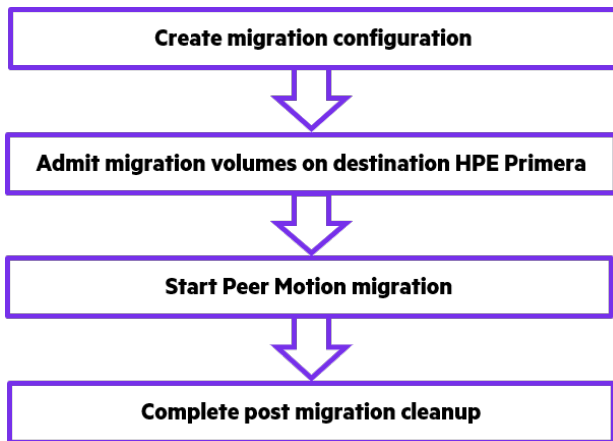 Create migration configuration
Admit migration volumes on destination HPE Primera
Start Peer Motion migration
Complete post migration cleanup